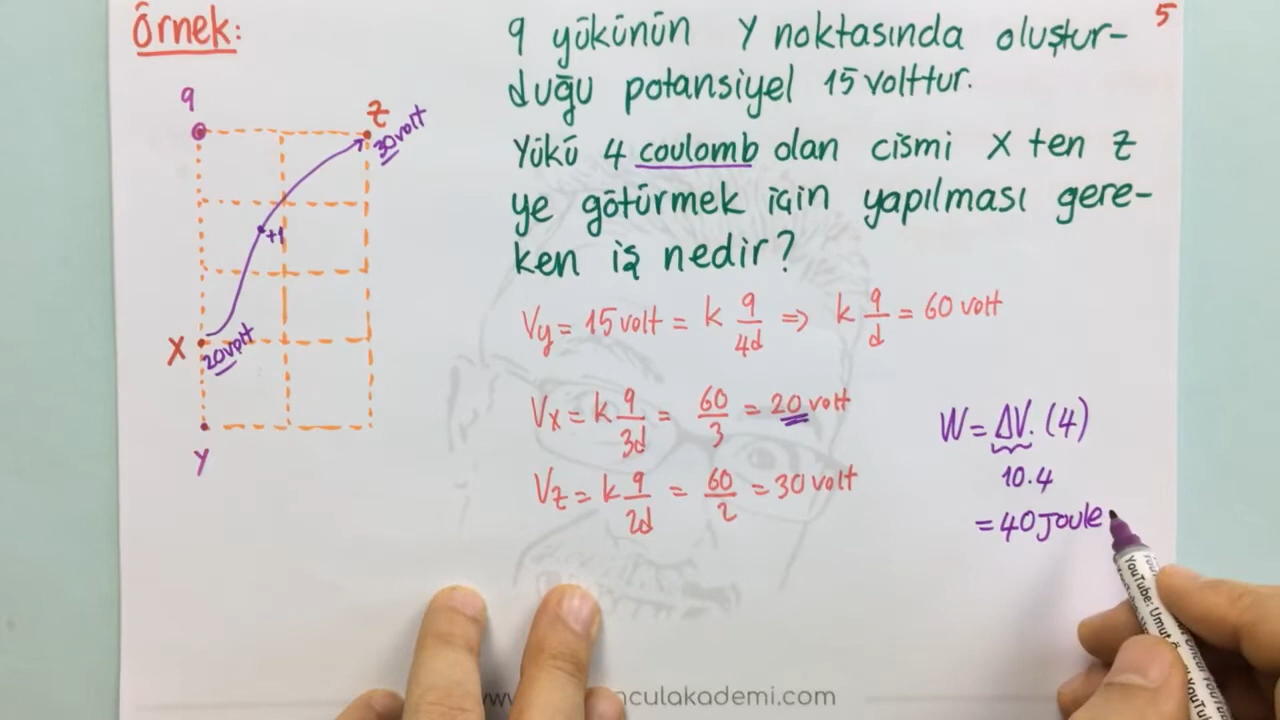 Örnek:
5
q yükünün Y noktasında oluştur-
duğu potansiyel 15 volttur.
Yükü 4 coulomb olan cismi X ten Z
ye götürmek için yapılması gere-
ken iş nedir?
q
Z
30 volt
+1
X
20 volt
Y
Vy = 15 volt = k q/4d ⇒ k q/d = 60 volt
Vx = k q/3d = 60/3 = 20 volt
Vz = k q/2d = 60/2 = 30 volt
W = ΔV. (4)
10.4
= 40 Joule
culakademi.com
YouTube: Umut